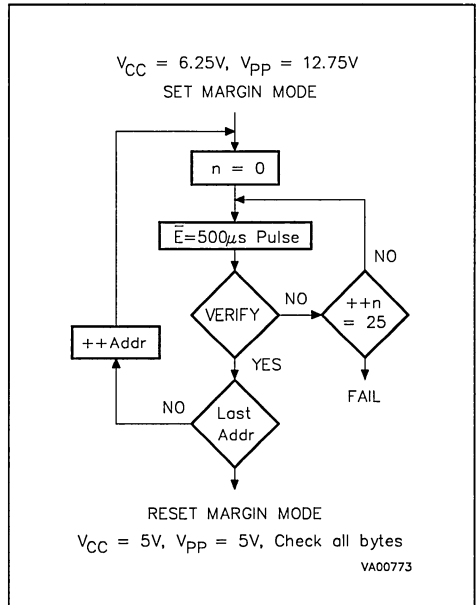 VCC = 6.25V, VPP = 12.75V
SET MARGIN MODE
n = 0
E̅=500μs Pulse
NO
VERIFY
NO
++n
= 25
++Addr
YES
FAIL
NO
Last
Addr
RESET MARGIN MODE
VCC = 5V, VPP = 5V, Check all bytes
VA00773